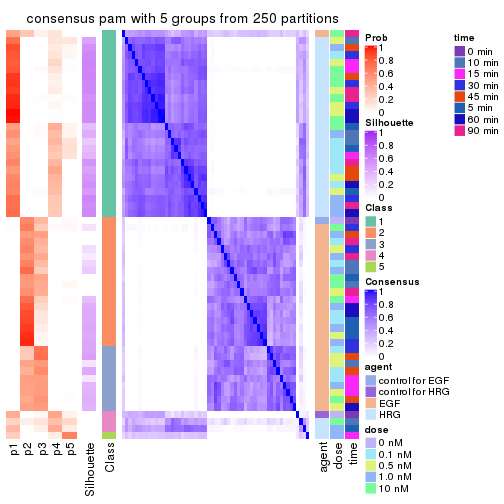 consensus pam with 5 groups from 250 partitions
p1
p2
p3
p4
p5
Silhouette
Class
agent
dose
time
Prob
1
0.8
0.6
0.4
0.2
0
Silhouette
1
0.8
0.6
0.4
0.2
0
Class
1
2
3
4
5
Consensus
1
0.8
0.6
0.4
0.2
0
agent
control for EGF
control for HRG
EGF
HRG
dose
0 nM
0.1 nM
0.5 nM
1.0 nM
10 nM
time
0 min
10 min
15 min
30 min
45 min
5 min
60 min
90 min